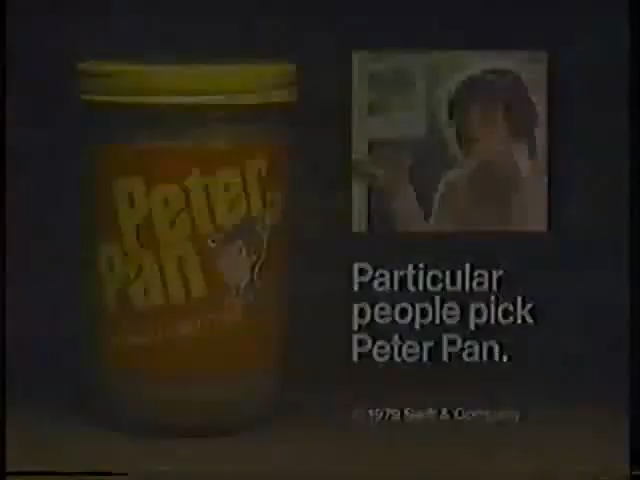 Peter
Pan
Particular
people pick
Peter Pan.
© 1979 Swift & Company